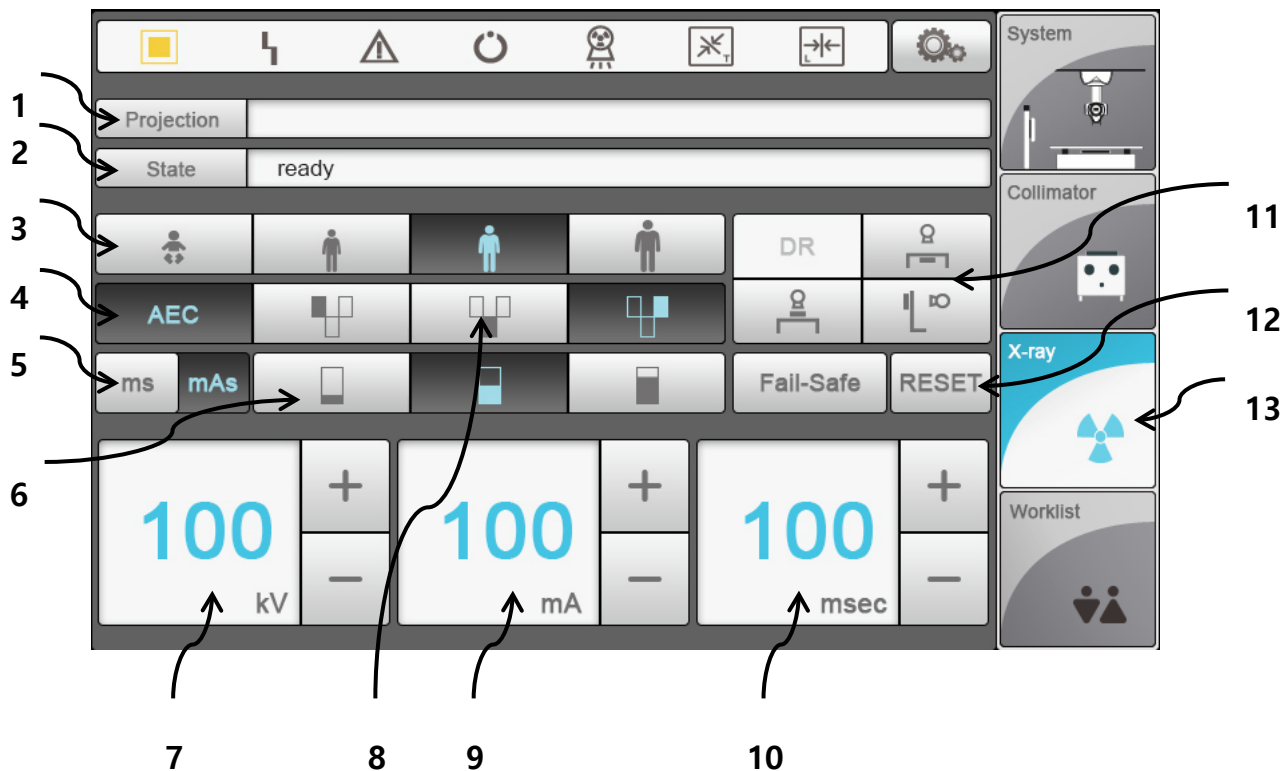 System
T
L
1
Projection
2
State ready
Collimator
3
11
DR
4
AEC
12
X-ray
5
ms mAs Fail-Safe RESET
13
6
Worklist
100 kV + −
100 mA + −
100 msec + −
7 8 9 10